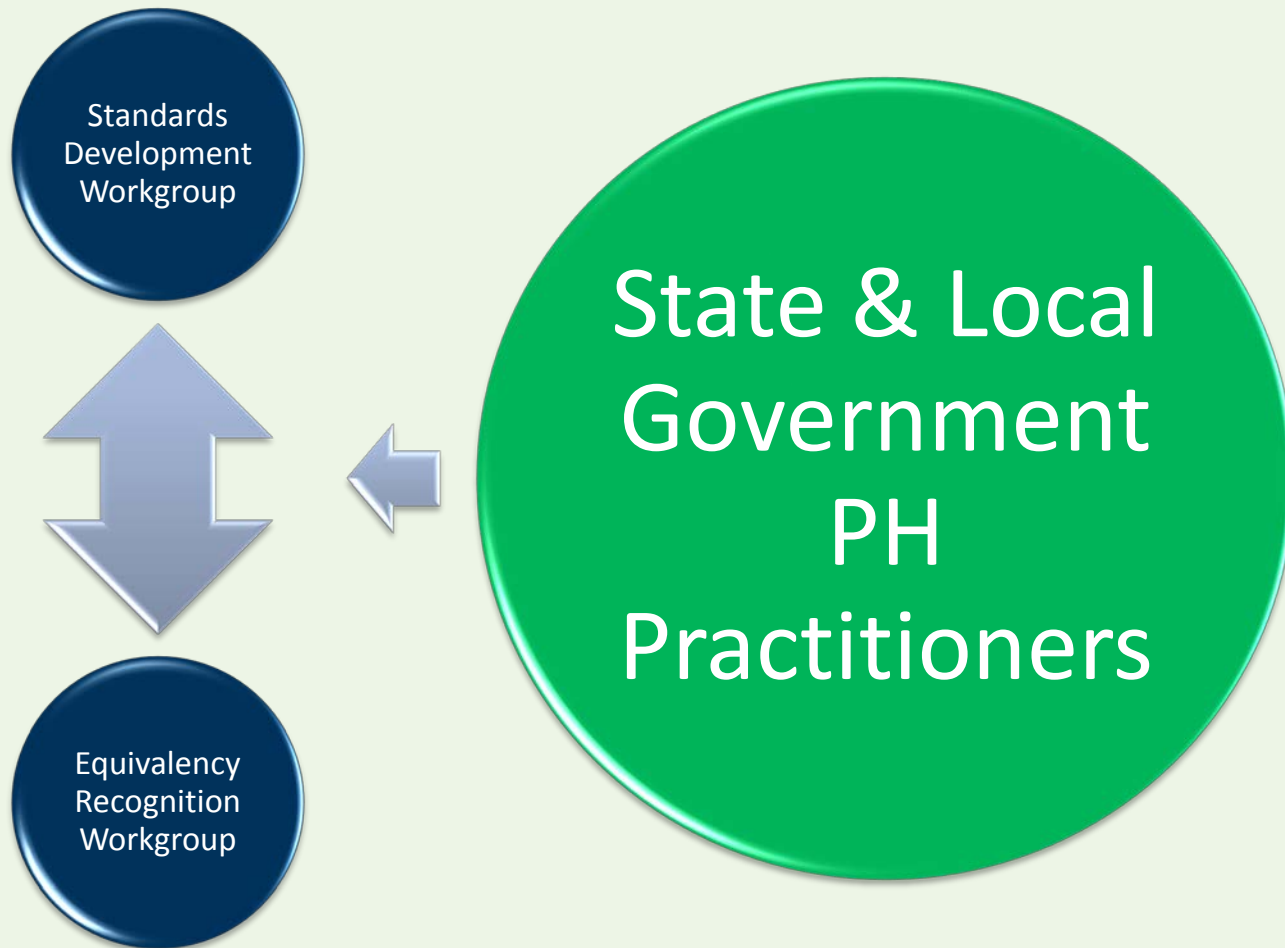 Standards
Development
Workgroup
State & Local
Government
PH
Practitioners
Equivalency
Recognition
Workgroup